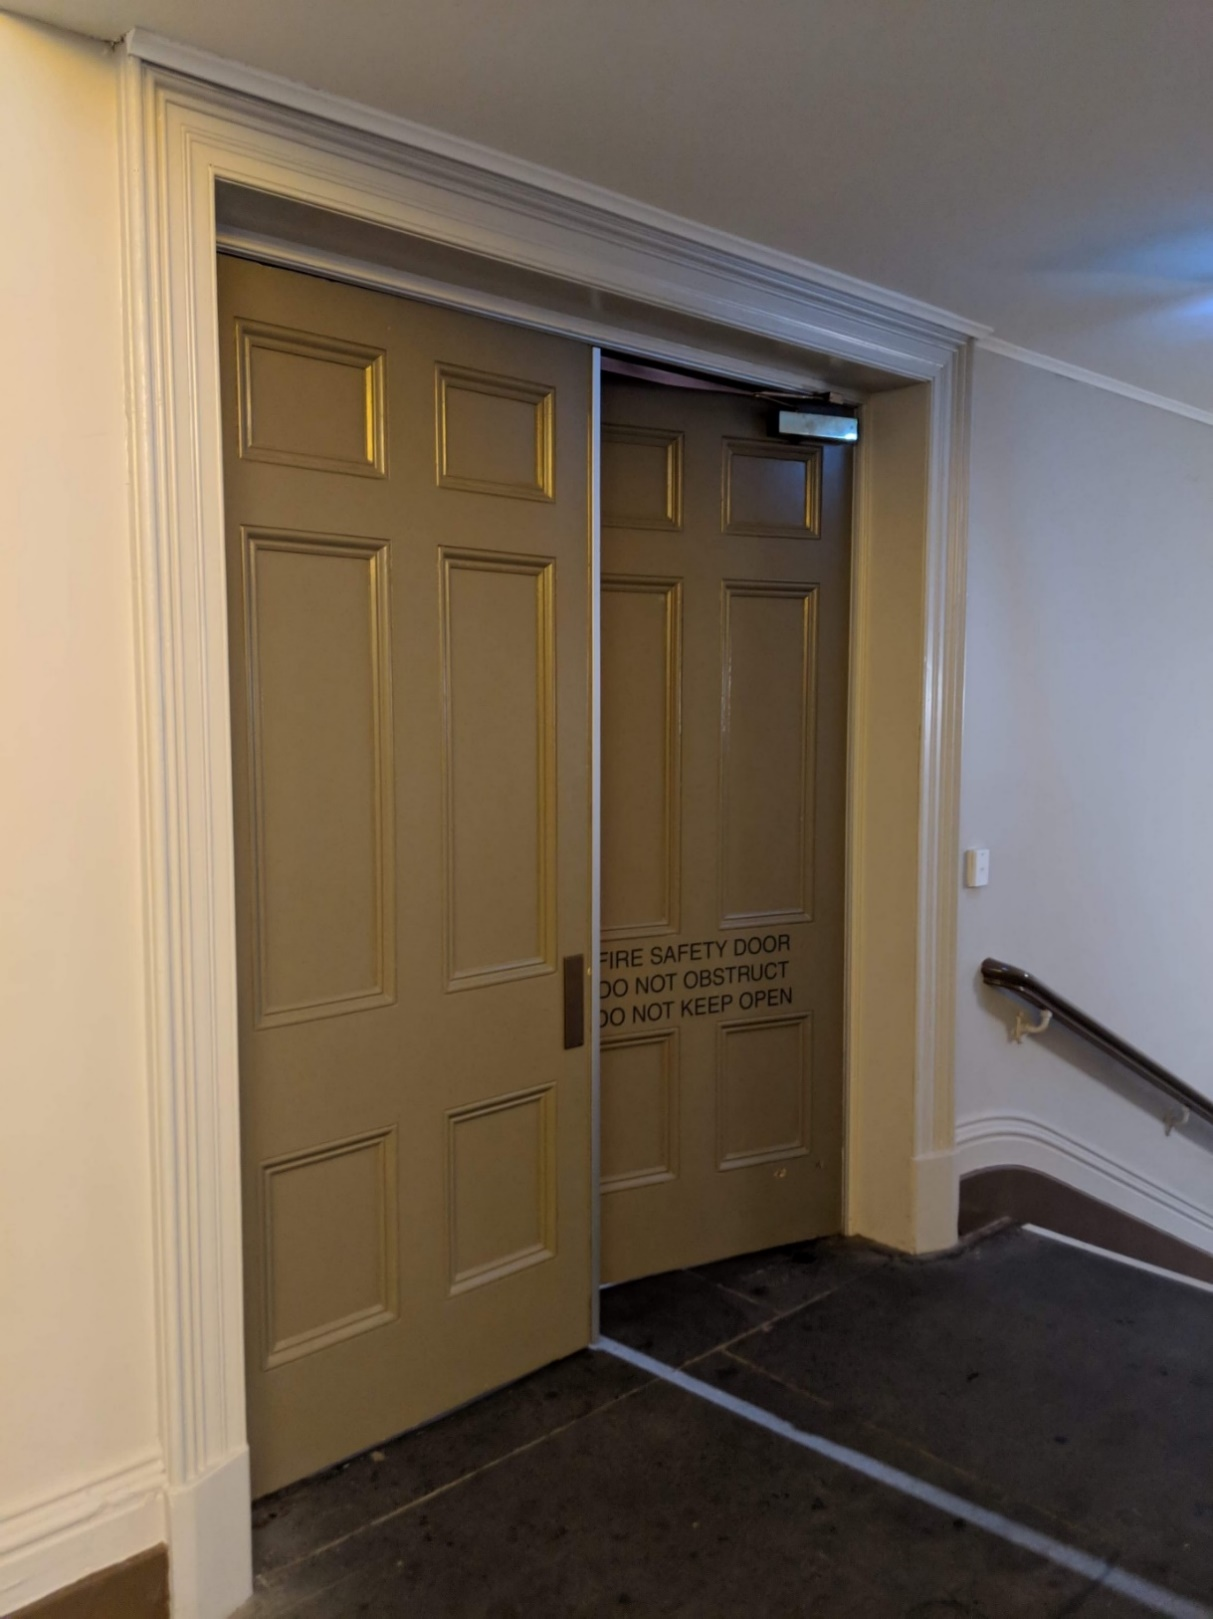 FIRE SAFETY DOOR
DO NOT OBSTRUCT
DO NOT KEEP OPEN